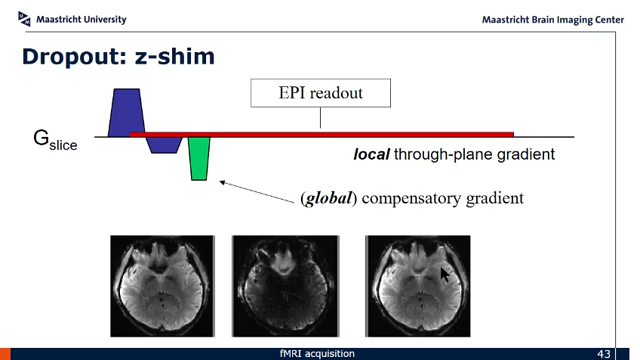 Maastricht University
Maastricht Brain Imaging Center
Dropout: z-shim
EPI readout
Gslice
local through-plane gradient
(global) compensatory gradient
fMRI acquisition
43